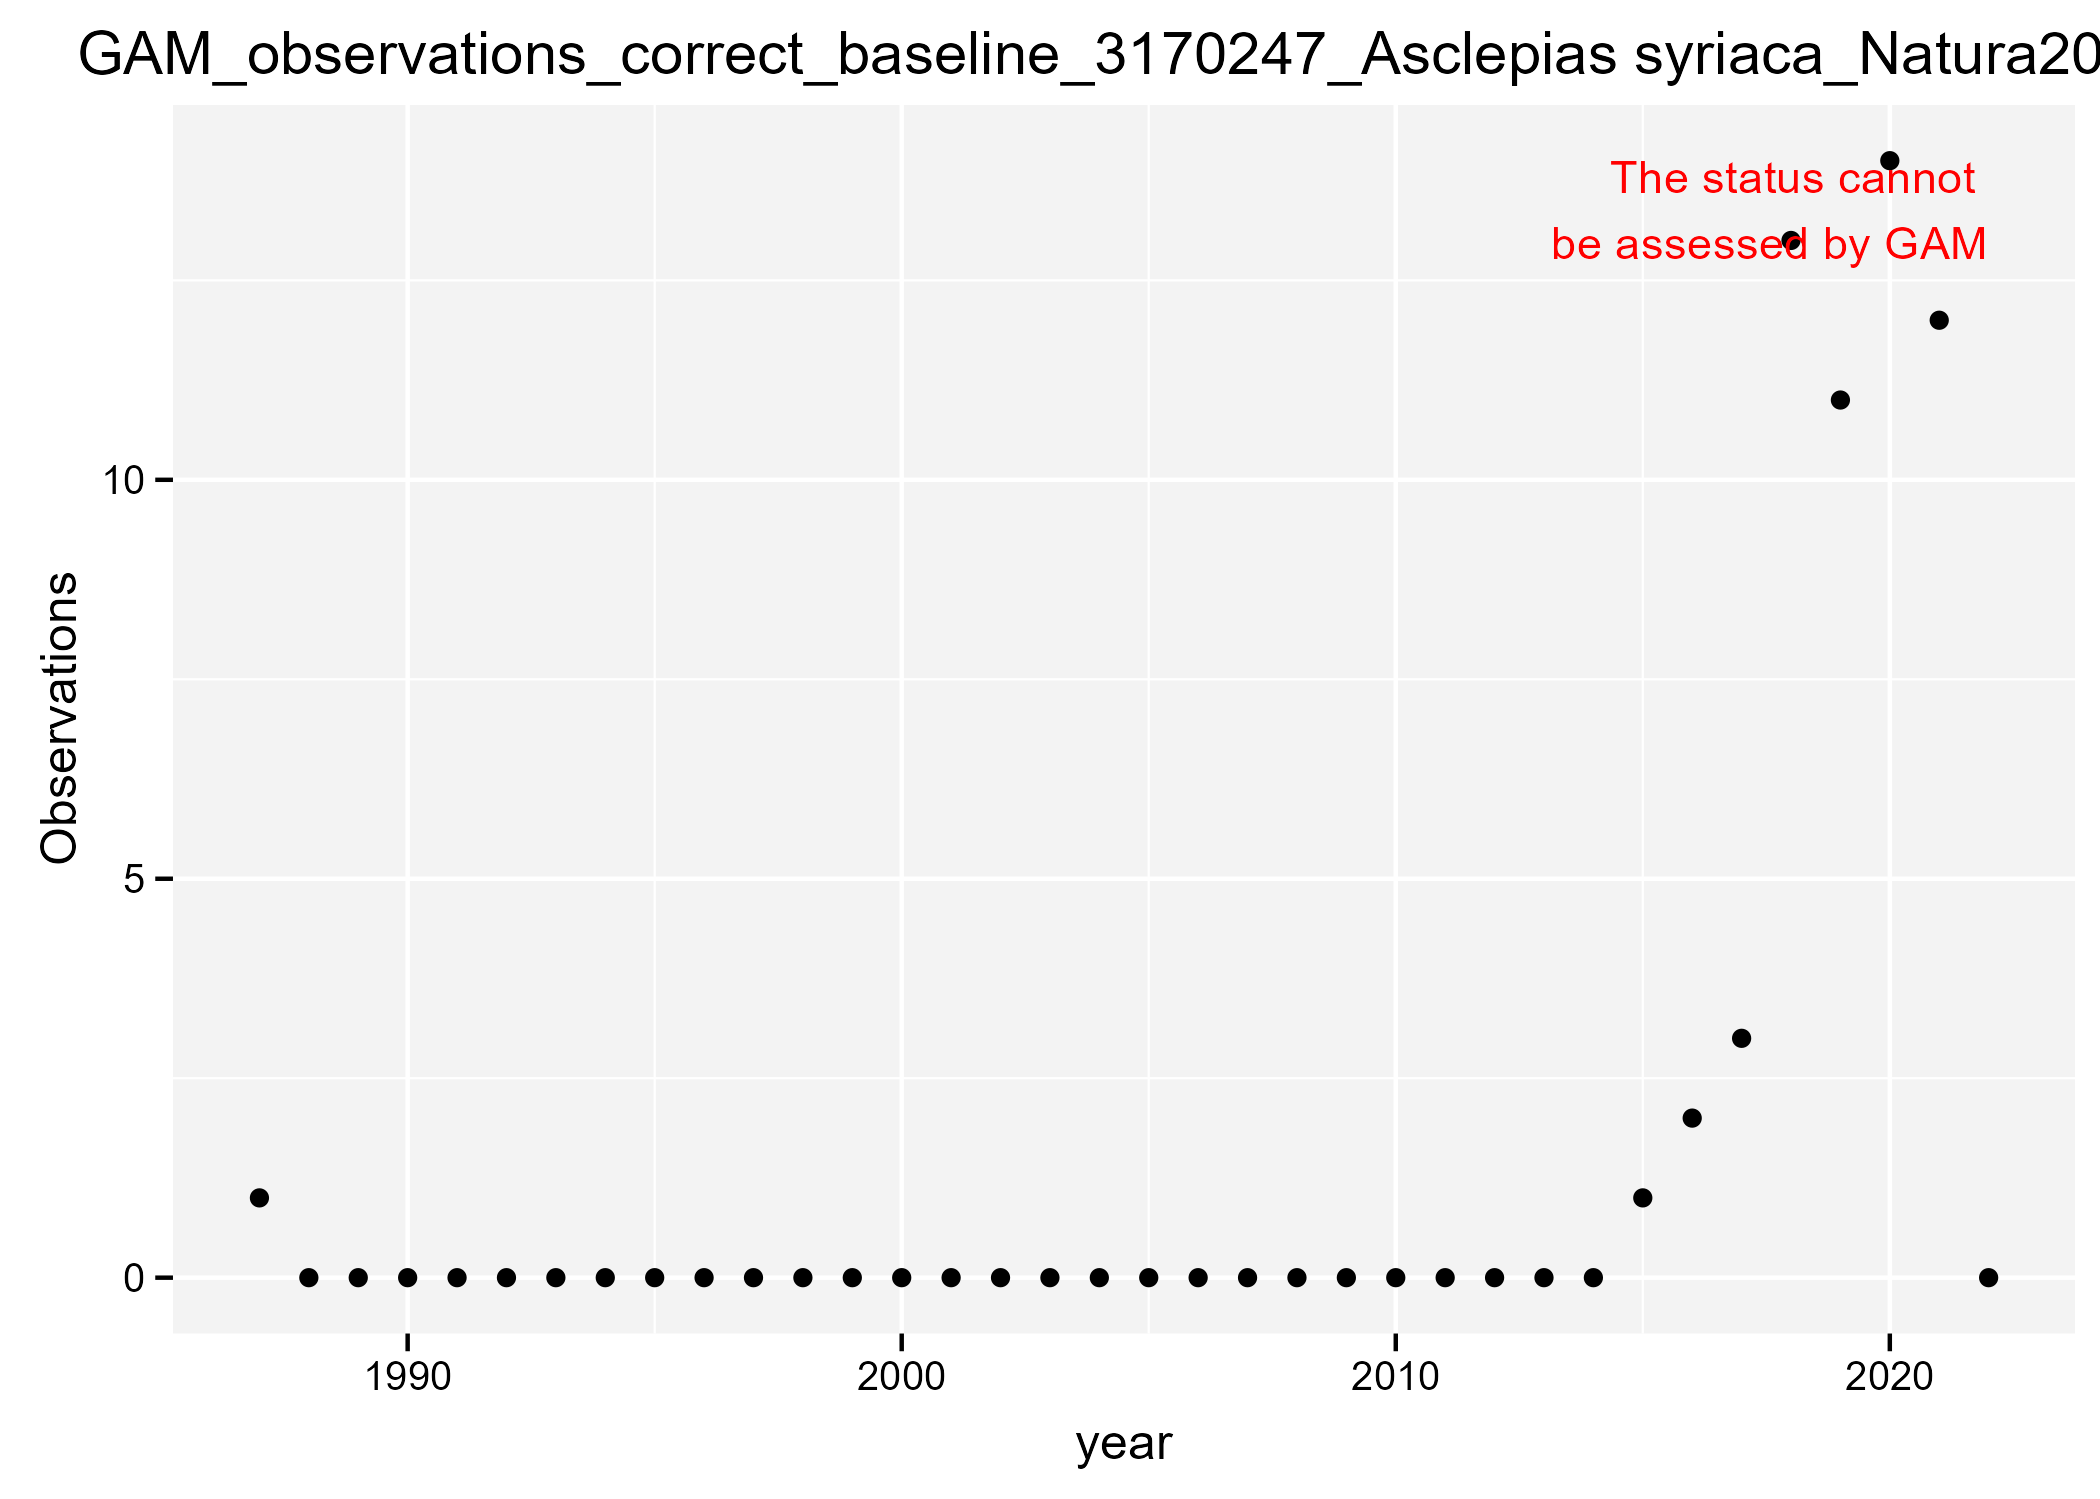 GAM_observations_correct_baseline_3170247_Asclepias syriaca_Natura20
The status cannot
be assessed by GAM
10
5
0
Observations
1990 2000 2010 2020
year